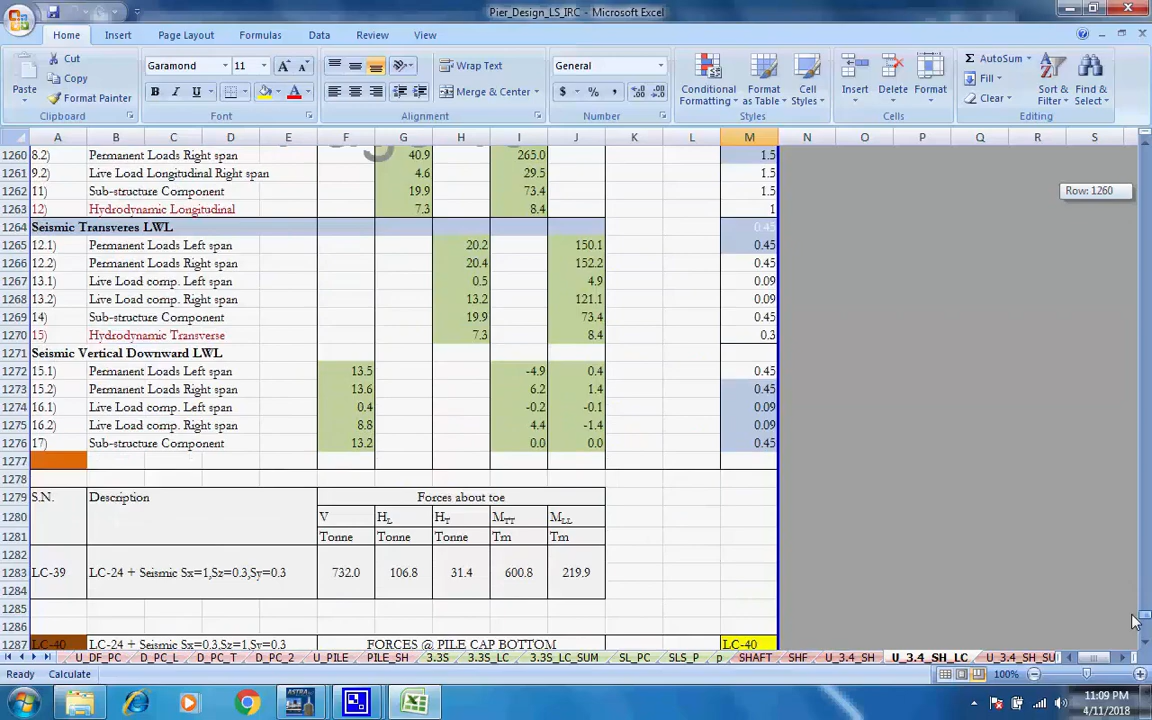 Pier_Design_LS_IRC - Microsoft Excel
Home Insert Page Layout Formulas Data Review View
Paste Cut Copy Format Painter
Garamond 11 A A
B I U A
Wrap Text Merge & Center
General
$ % ,
Conditional Formatting Format as Table Cell Styles
Insert Delete Format
Σ AutoSum Fill Clear Sort & Filter Find & Select
Clipboard Font Alignment Number Styles Cells Editing
A B C D E F G H I J K L M N O P Q R S
1260 8.2) Permanent Loads Right span 40.9 265.0 1.5
1261 9.2) Live Load Longitudinal Right span 4.6 29.5 1.5
1262 11) Sub-structure Component 19.9 73.4 1.5
1263 12) Hydrodynamic Longitudinal 7.3 8.4 1
1264 Seismic Transveres LWL 0.45
1265 12.1) Permanent Loads Left span 20.2 150.1 0.45
1266 12.2) Permanent Loads Right span 20.4 152.2 0.45
1267 13.1) Live Load comp. Left span 0.5 4.9 0.09
1268 13.2) Live Load comp. Right span 13.2 121.1 0.09
1269 14) Sub-structure Component 19.9 73.4 0.45
1270 15) Hydrodynamic Transverse 7.3 8.4 0.3
1271 Seismic Vertical Downward LWL
1272 15.1) Permanent Loads Left span 13.5 -4.9 0.4 0.45
1273 15.2) Permanent Loads Right span 13.6 6.2 1.4 0.45
1274 16.1) Live Load comp. Left span 0.4 -0.2 -0.1 0.09
1275 16.2) Live Load comp. Right span 8.8 4.4 -1.4 0.09
1276 17) Sub-structure Component 13.2 0.0 0.0 0.45
1277
1278
1279 S.N. Description Forces about toe
1280 V HL HT MTT MLL
1281 Tonne Tonne Tonne Tm Tm
1282
1283 LC-39 LC-24 + Seismic Sx=1,Sz=0.3,Sy=0.3 732.0 106.8 31.4 600.8 219.9
1284
1285
1286
1287 LC-40 LC-24 + Seismic Sx=0.3,Sz=1,Sy=0.3 FORCES @ PILE CAP BOTTOM LC-40
Row: 1260
U_DF_PC D_PC_L D_PC_T D_PC_2 U_PILE PILE_SH 3.3S 3.3S_LC 3.3S_LC_SUM SL_PC SLS_P p SHAFT SHF U_3.4_SH U_3.4_SH_LC U_3.4_SH_SU
Ready Calculate 100%
ASTRA
11:09 PM
4/11/2018